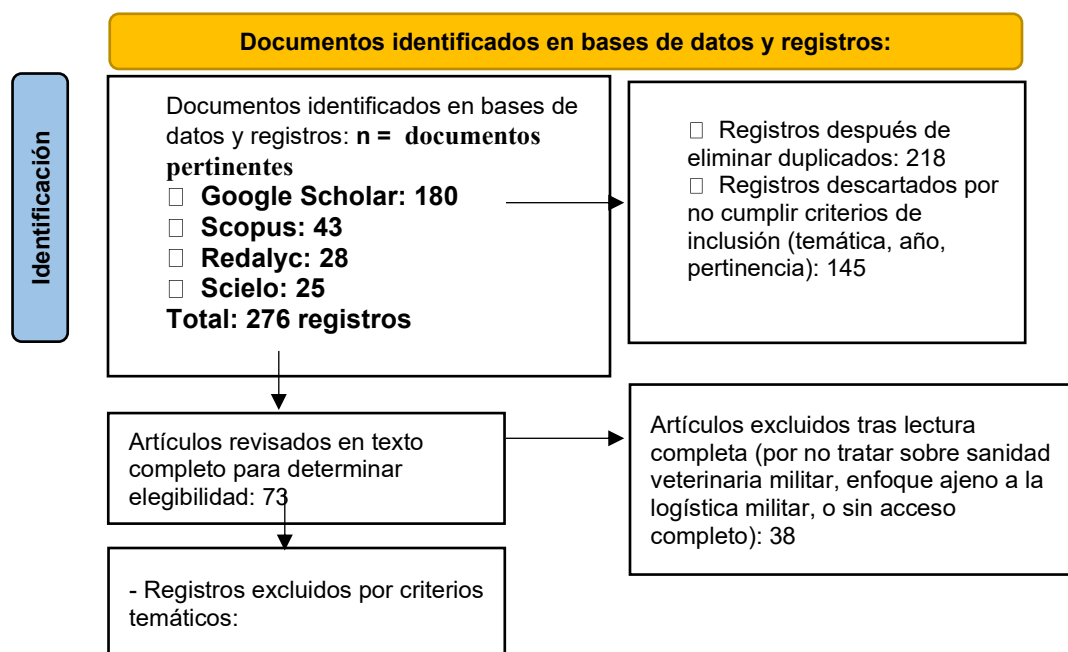 Documentos identificados en bases de datos y registros:
Identificación
Documentos identificados en bases de
datos y registros: n = documentos
pertinentes
□ Google Scholar: 180
□ Scopus: 43
□ Redalyc: 28
□ Scielo: 25
Total: 276 registros
□ Registros después de
eliminar duplicados: 218
□ Registros descartados por
no cumplir criterios de
inclusión (temática, año,
pertinencia): 145
Artículos revisados en texto
completo para determinar
elegibilidad: 73
Artículos excluidos tras lectura
completa (por no tratar sobre sanidad
veterinaria militar, enfoque ajeno a la
logística militar, o sin acceso
completo): 38
- Registros excluidos por criterios
temáticos: